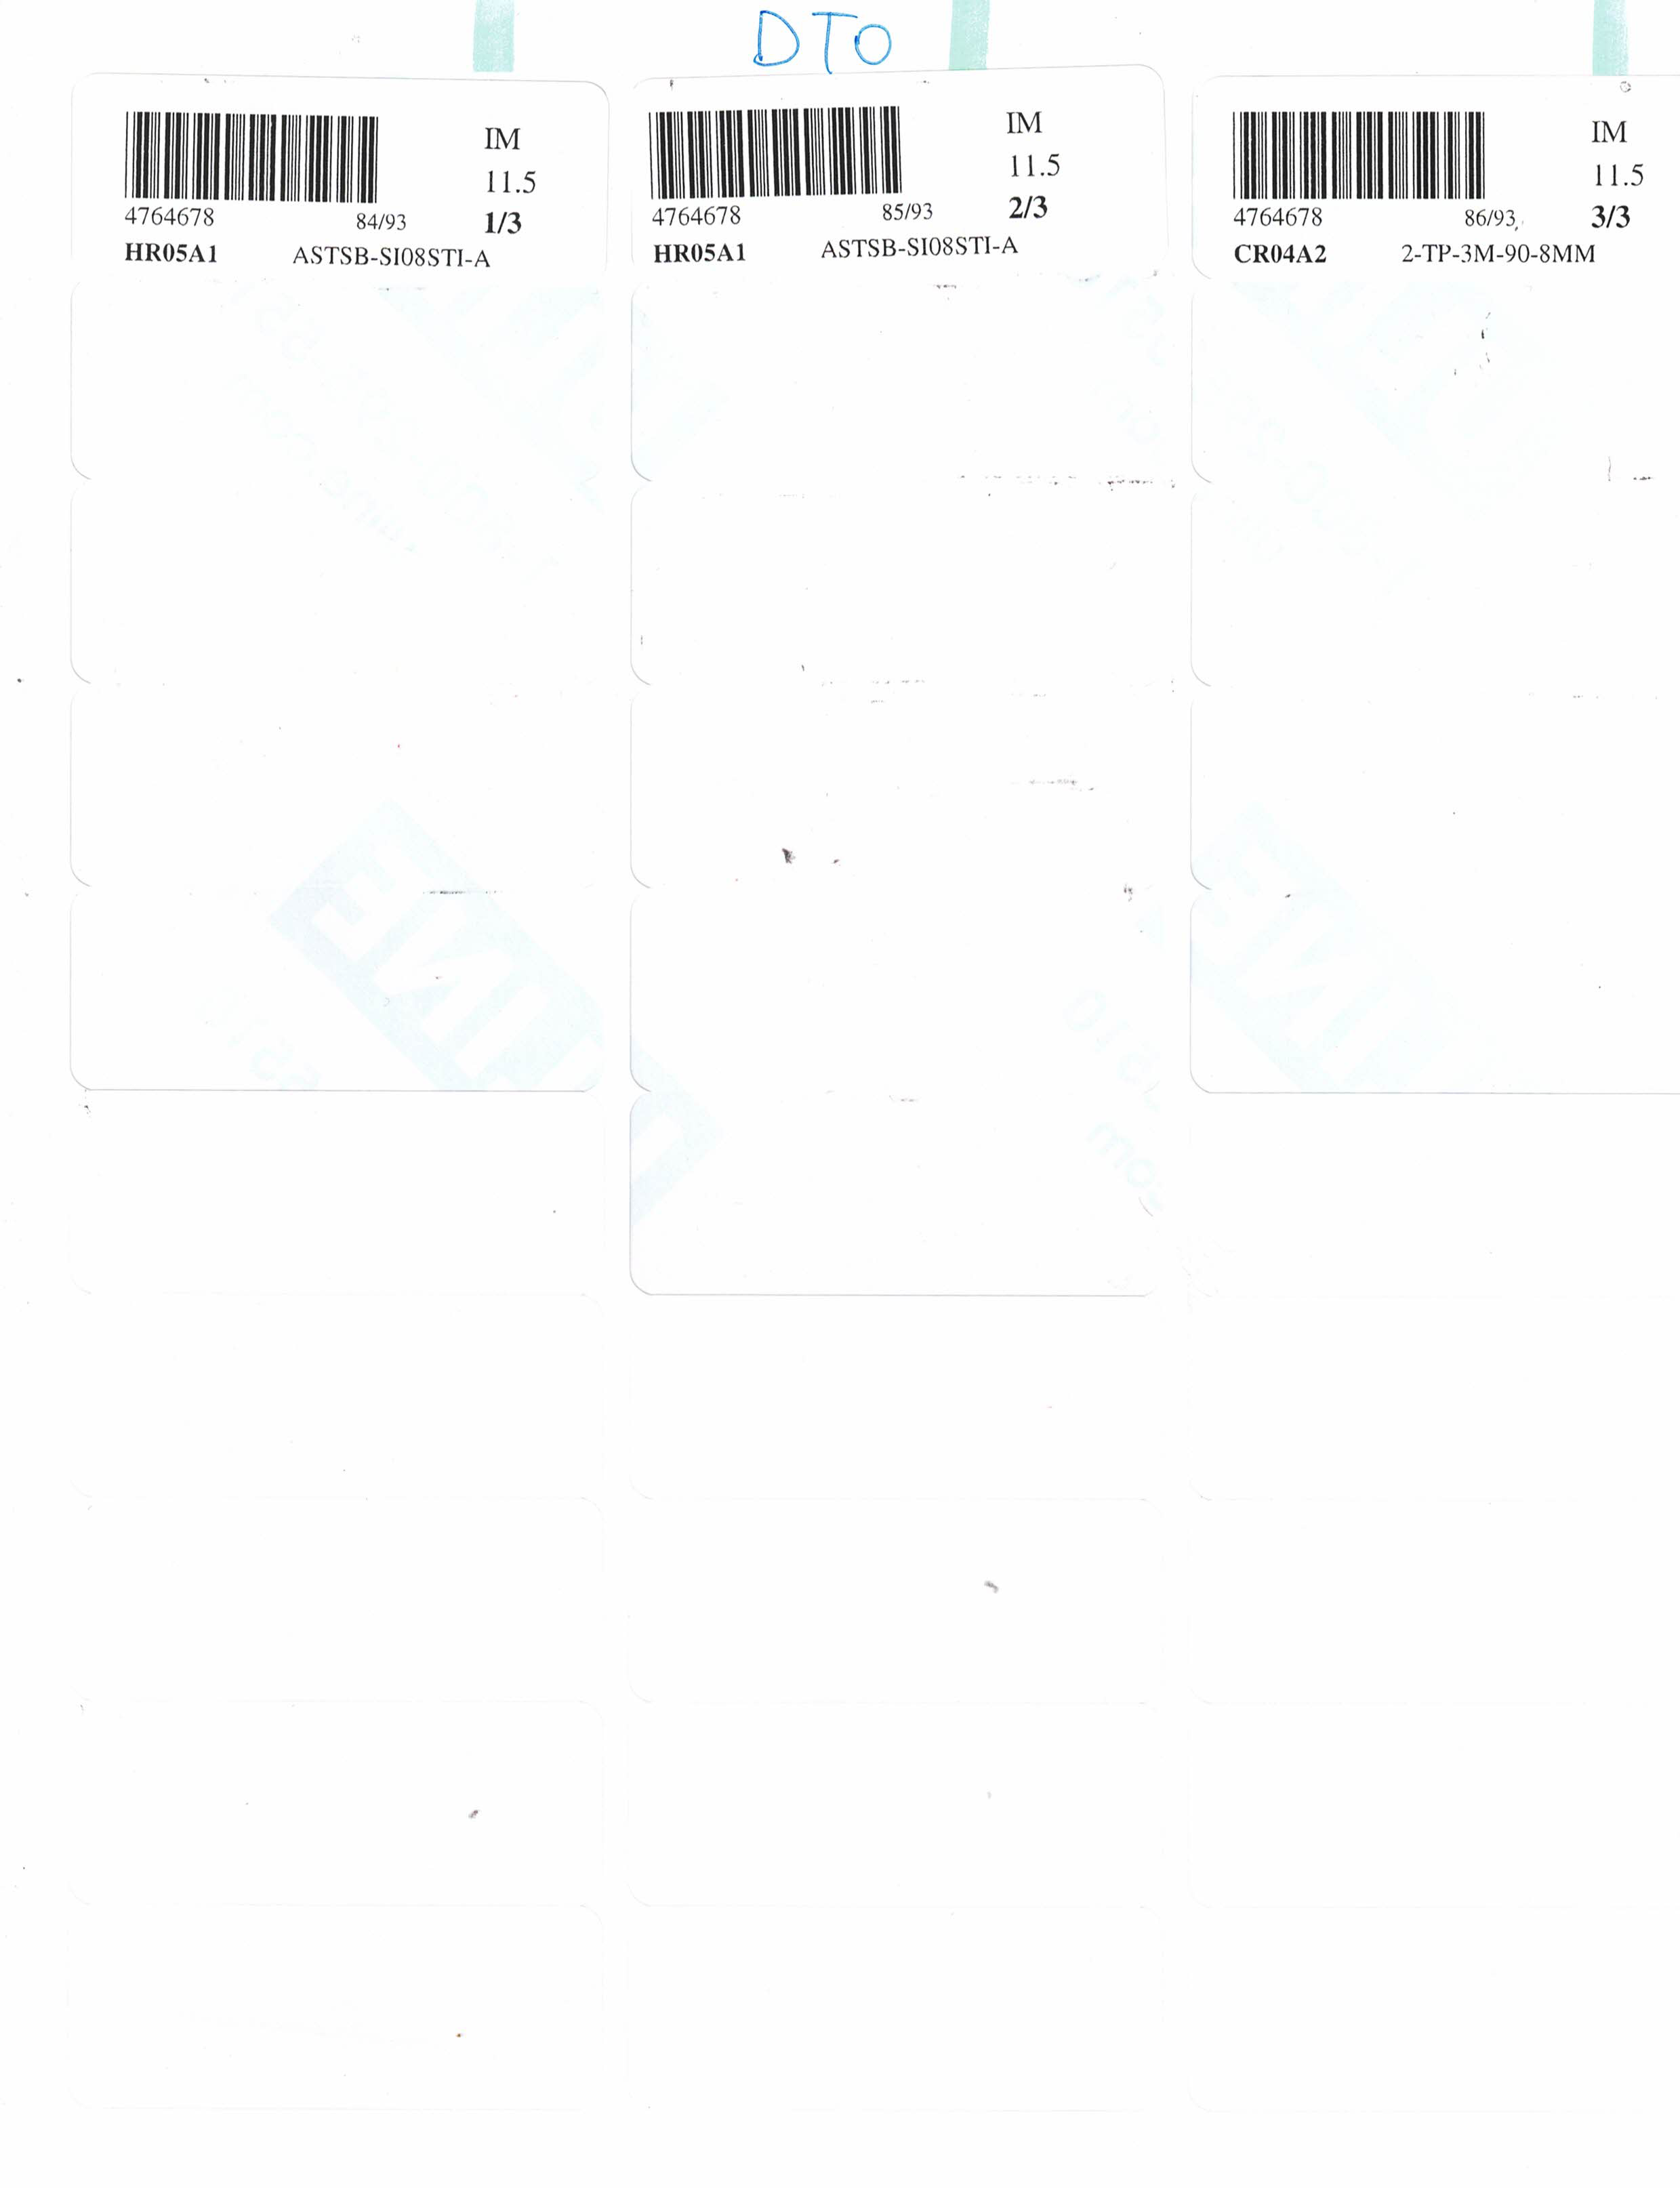 DTO
IM
11.5
4764678 84/93 1/3
HR05A1 ASTSB-SI08STI-A
IM
11.5
4764678 85/93 2/3
HR05A1 ASTSB-SI08STI-A
IM
11.5
4764678 86/93 3/3
CR04A2 2-TP-3M-90-8MM